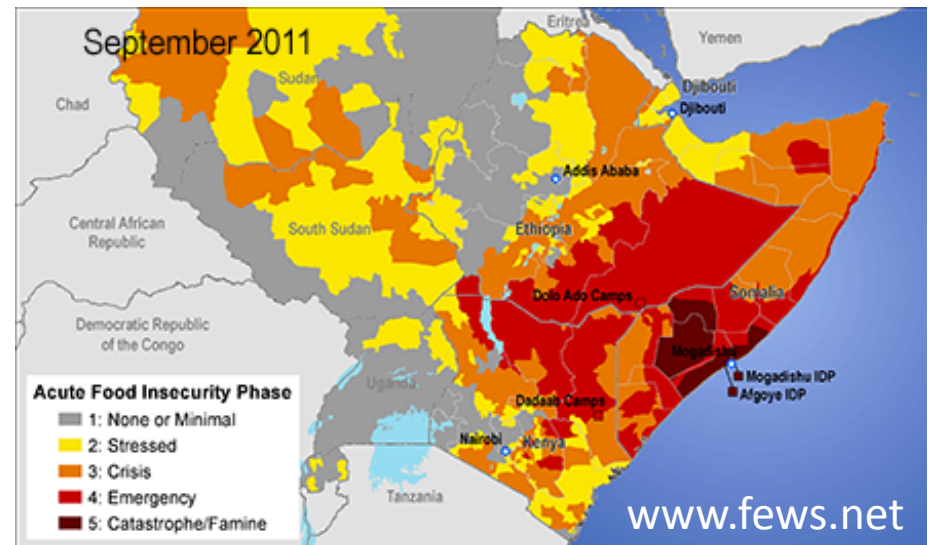 September 2011
Eritrea
Yemen
Sudan
Chad
Djibouti
Djibouti
Addis Ababa
Central African
Republic
South Sudan
Ethiopia
Dolo Ado Camps
Somalia
Democratic Republic
of the Congo
Mogadishu
Mogadishu IDP
Afgoye IDP
Uganda
Dadaab Camps
Nairobi
Kenya
Tanzania
Acute Food Insecurity Phase
1: None or Minimal
2: Stressed
3: Crisis
4: Emergency
5: Catastrophe/Famine
www.fews.net